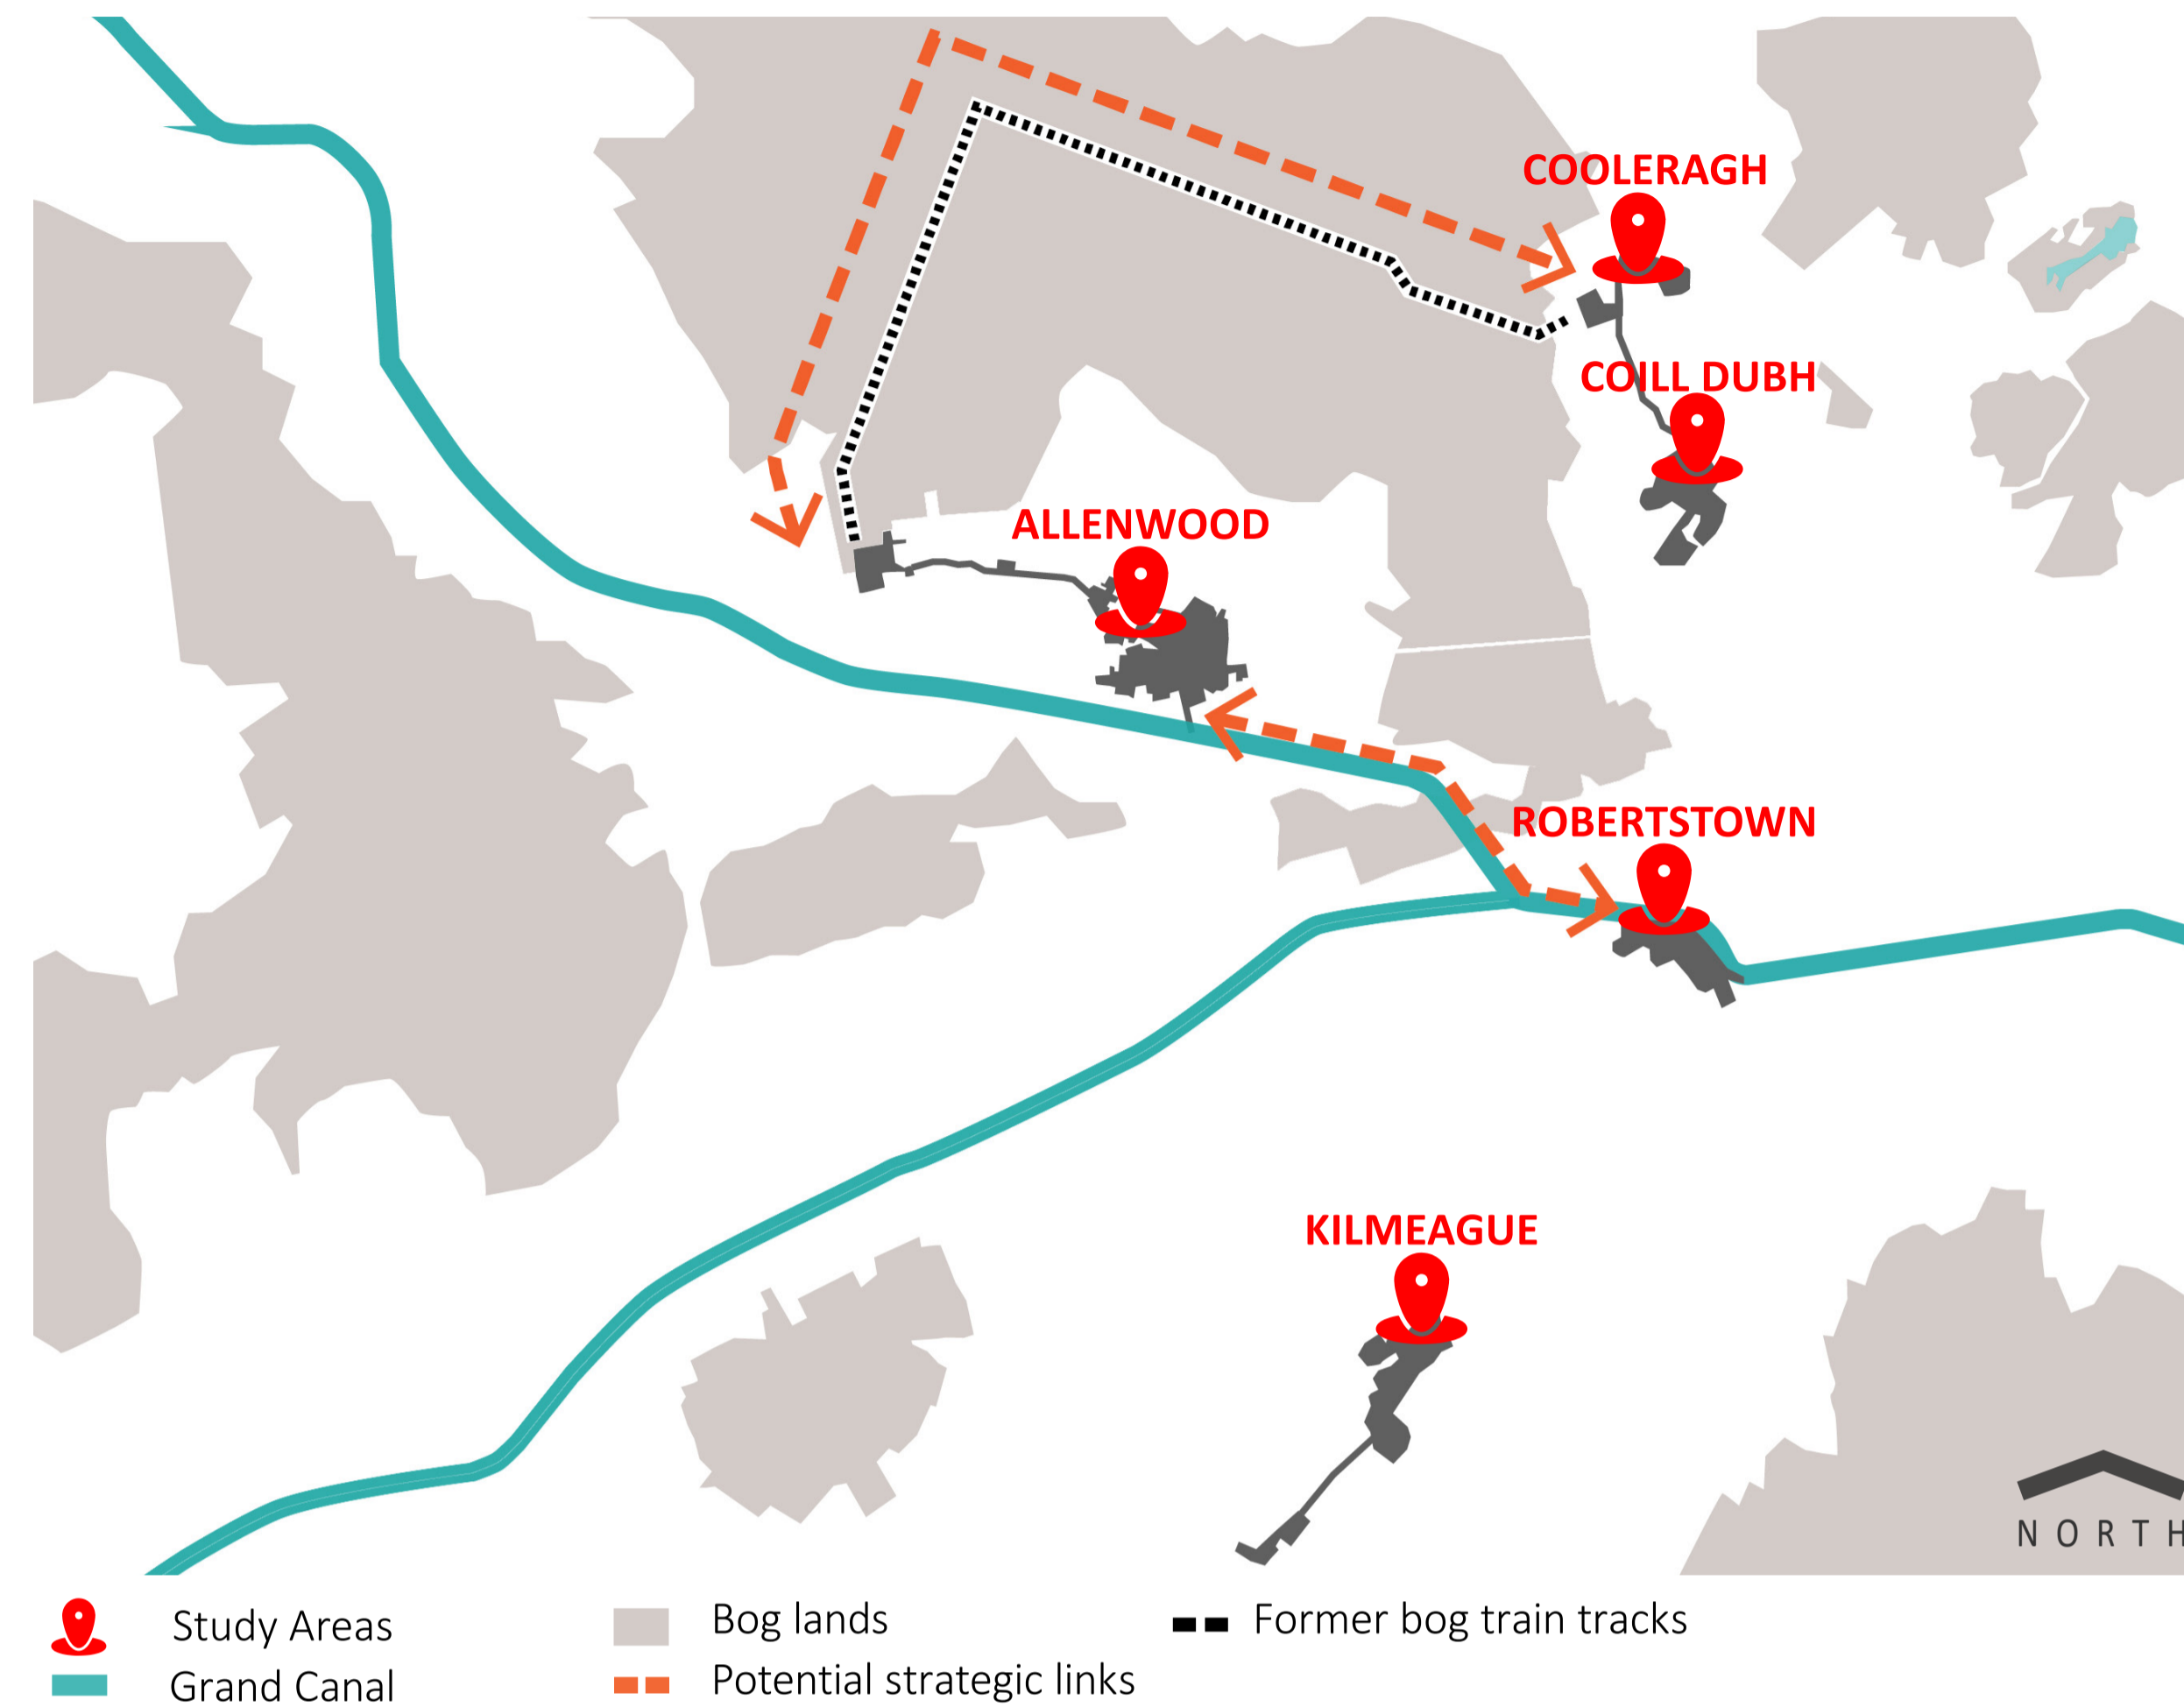 COOLERAGH
COILL DUBH
ALLENWOOD
ROBERTSTOWN
KILMEAGUE
NORTH
Study Areas
Bog lands
Former bog train tracks
Grand Canal
Potential strategic links